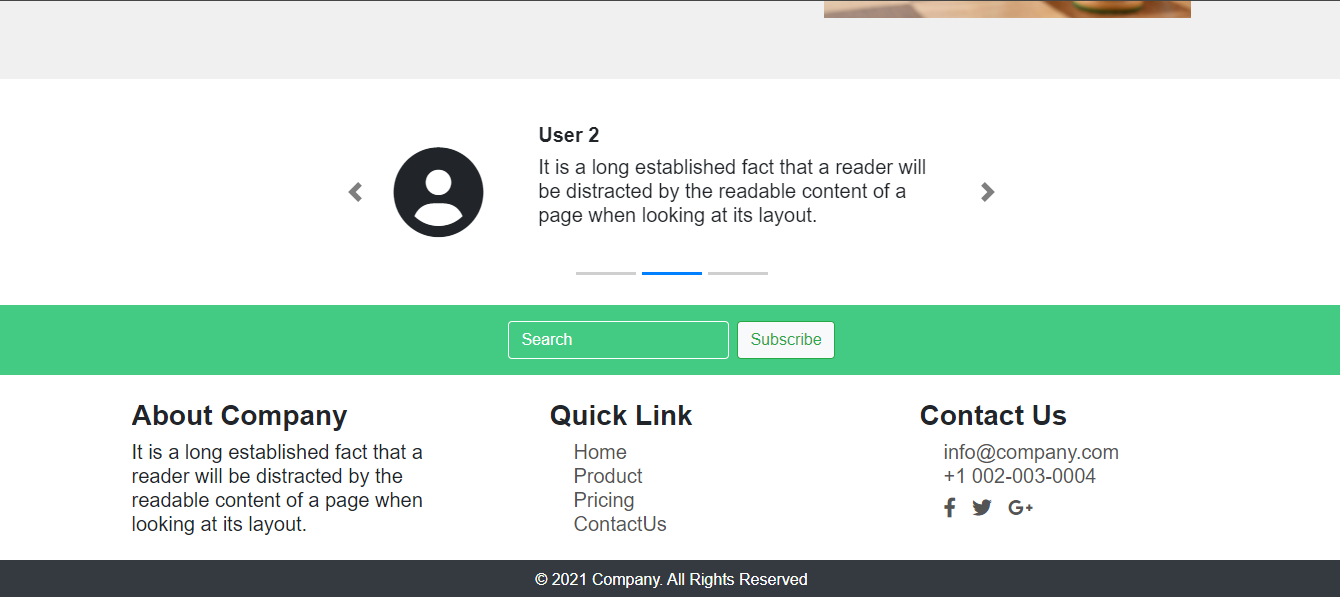 User 2
It is a long established fact that a reader will
be distracted by the readable content of a
page when looking at its layout.
Search
Subscribe
About Company
It is a long established fact that a
reader will be distracted by the
readable content of a page when
looking at its layout.
Quick Link
Home
Product
Pricing
ContactUs
Contact Us
info@company.com
+1 002-003-0004
G+
© 2021 Company. All Rights Reserved